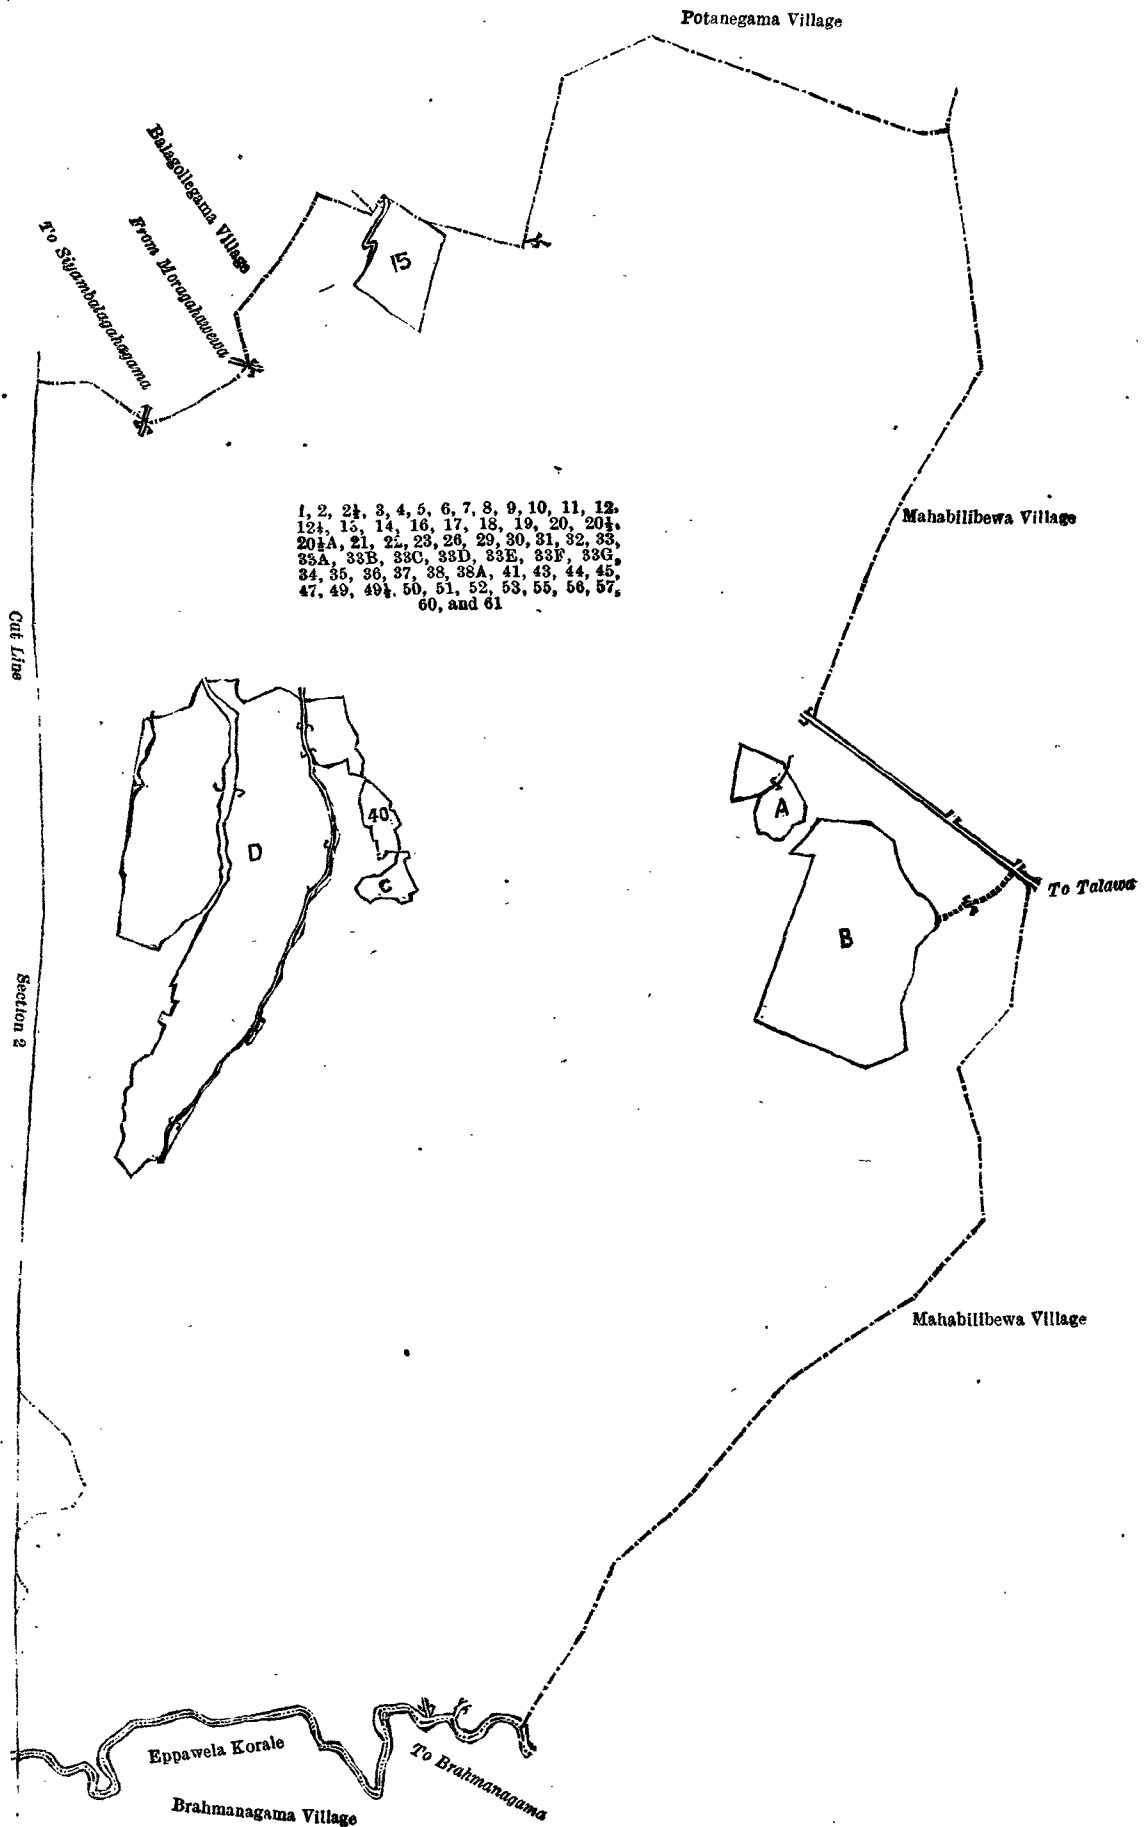 Potanegama Village
Balagollegama Village
From Moragahawewa
To Siyambalagahagama
15
1, 2, 2½, 3, 4, 5, 6, 7, 8, 9, 10, 11, 12,
12½, 13, 14, 16, 17, 18, 19, 20, 20½,
20½A, 21, 22, 23, 26, 29, 30, 31, 32, 33,
33A, 33B, 33C, 33D, 33E, 33F, 33G,
34, 35, 36, 37, 38, 38A, 41, 43, 44, 45,
47, 49, 49½, 50, 51, 52, 53, 55, 56, 57,
60, and 61
Mahabilibewa Village
Cut Line
A
40
D
C
To Talawa
B
Section 2
Mahabilibewa Village
Eppawela Korale
To Brahmanagama
Brahmanagama Village